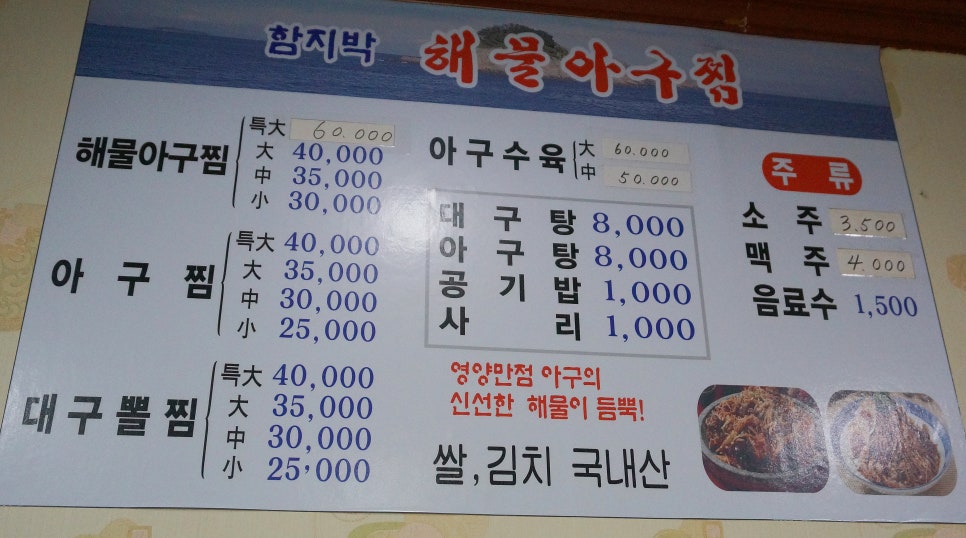 함지박 해물아구찜
해물아구찜
특大 60.000
大 40,000
中 35,000
小 30,000
아구찜
특大 40,000
大 35,000
中 30,000
小 25,000
대구뽈찜
특大 40,000
大 35,000
中 30,000
小 25,000
아구수육
大 60.000
中 50.000
대구탕 8,000
아구탕 8,000
공기밥 1,000
사리 1,000
영양만점 아구의
신선한 해물이 듬뿍!
쌀,김치 국내산
주류
소주 3.500
맥주 4.000
음료수 1,500